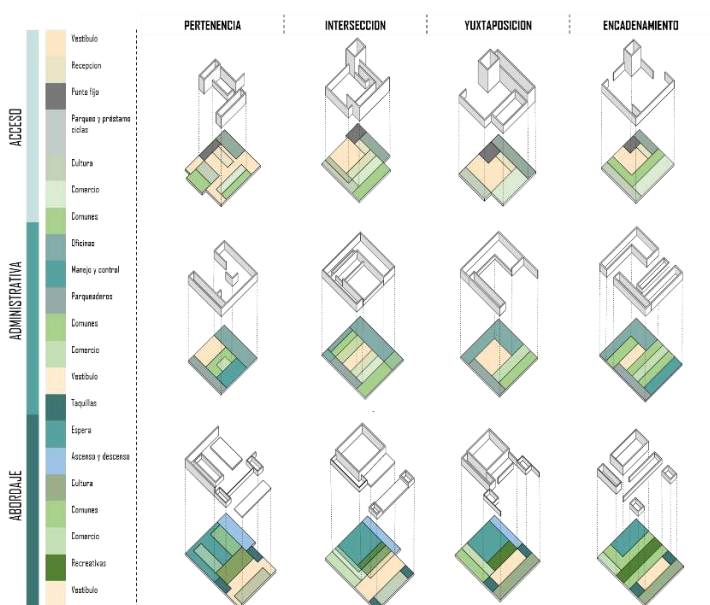 PERTENENCIA
INTERSECCION
YUXTAPOSICION
ENCADENAMIENTO
ACCESO
Vestíbulo
Recepcion
Punto fijo
Parqueo y préstamo
ciclas
Cultura
Comercio
Comunes
ADMINISTRATIVA
Oficinas
Manejo y control
Parqueaderos
Comunes
Comercio
Vestíbulo
ABORDAJE
Taquillas
Espera
Ascenso y descenso
Cultura
Comunes
Comercio
Recreativas
Vestíbulo